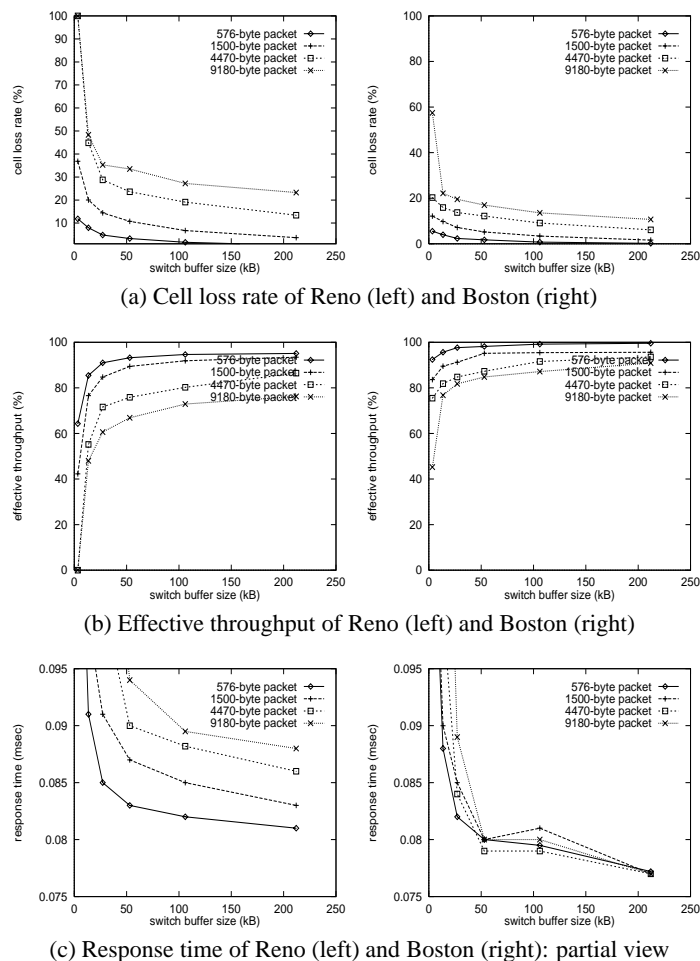 576-byte packet
1500-byte packet
4470-byte packet
9180-byte packet
cell loss rate (%)
100
90
80
70
60
50
40
30
20
10
0 50 100 150 200 250
switch buffer size (kB)
576-byte packet
1500-byte packet
4470-byte packet
9180-byte packet
cell loss rate (%)
100
90
80
70
60
50
40
30
20
10
0
0 50 100 150 200 250
switch buffer size (kB)
(a) Cell loss rate of Reno (left) and Boston (right)
576-byte packet
1500-byte packet
4470-byte packet
9180-byte packet
effective throughput (%)
100
80
60
40
20
0
0 50 100 150 200 250
switch buffer size (kB)
576-byte packet
1500-byte packet
4470-byte packet
9180-byte packet
effective throughput (%)
100
80
60
40
20
0
0 50 100 150 200 250
switch buffer size (kB)
(b) Effective throughput of Reno (left) and Boston (right)
576-byte packet
1500-byte packet
4470-byte packet
9180-byte packet
response time (msec)
0.095
0.09
0.085
0.08
0.075
0 50 100 150 200 250
switch buffer size (kB)
576-byte packet
1500-byte packet
4470-byte packet
9180-byte packet
response time (msec)
0.095
0.09
0.085
0.08
0.075
0 50 100 150 200 250
switch buffer size (kB)
(c) Response time of Reno (left) and Boston (right): partial view